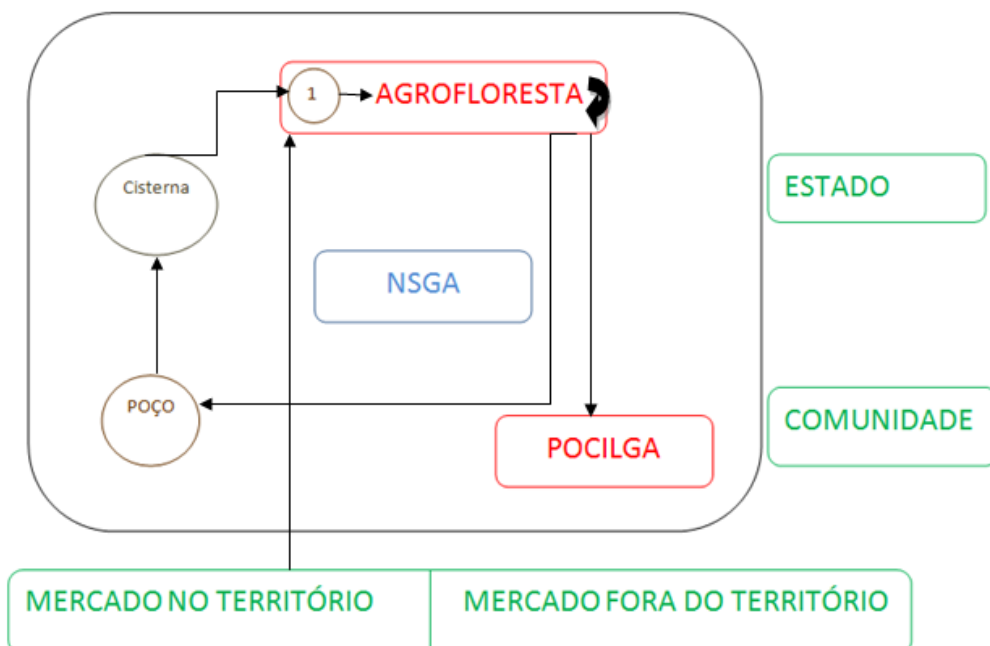 1
AGROFLORESTA
Cisterna
ESTADO
NSGA
POÇO
COMUNIDADE
POCILGA
MERCADO NO TERRITÓRIO
MERCADO FORA DO TERRITÓRIO